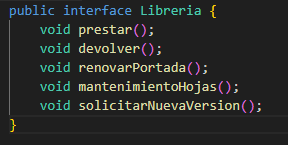 public interface Libreria {
    void prestar();
    void devolver();
    void renovarPortada();
    void mantenimientoHojas();
    void solicitarNuevaVersion();
}